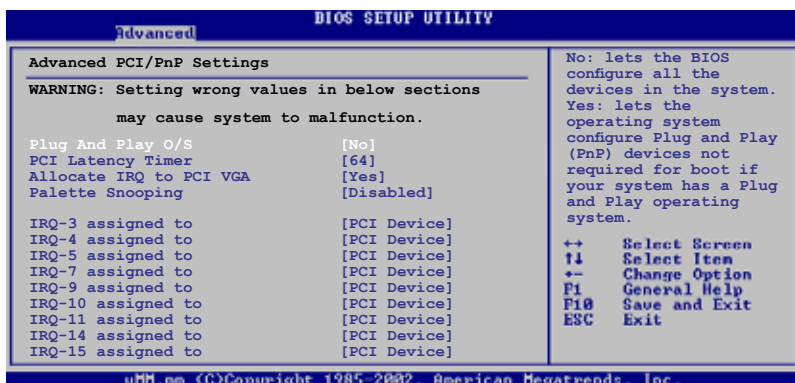 BIOS SETUP UTILITY
Advanced
Advanced PCI/PnP Settings
WARNING: Setting wrong values in below sections
may cause system to malfunction.
Plug And Play O/S [No]
PCI Latency Timer [64]
Allocate IRQ to PCI VGA [Yes]
Palette Snooping [Disabled]
IRQ-3 assigned to [PCI Device]
IRQ-4 assigned to [PCI Device]
IRQ-5 assigned to [PCI Device]
IRQ-7 assigned to [PCI Device]
IRQ-9 assigned to [PCI Device]
IRQ-10 assigned to [PCI Device]
IRQ-11 assigned to [PCI Device]
IRQ-14 assigned to [PCI Device]
IRQ-15 assigned to [PCI Device]
No: lets the BIOS
configure all the
devices in the system.
Yes: lets the
operating system
configure Plug and Play
(PnP) devices not
required for boot if
your system has a Plug
and Play operating
system.
↔ Select Screen
↑↓ Select Item
+- Change Option
F1 General Help
F10 Save and Exit
ESC Exit
(C)Copyright 1985-2002, American Megatrends, Inc.